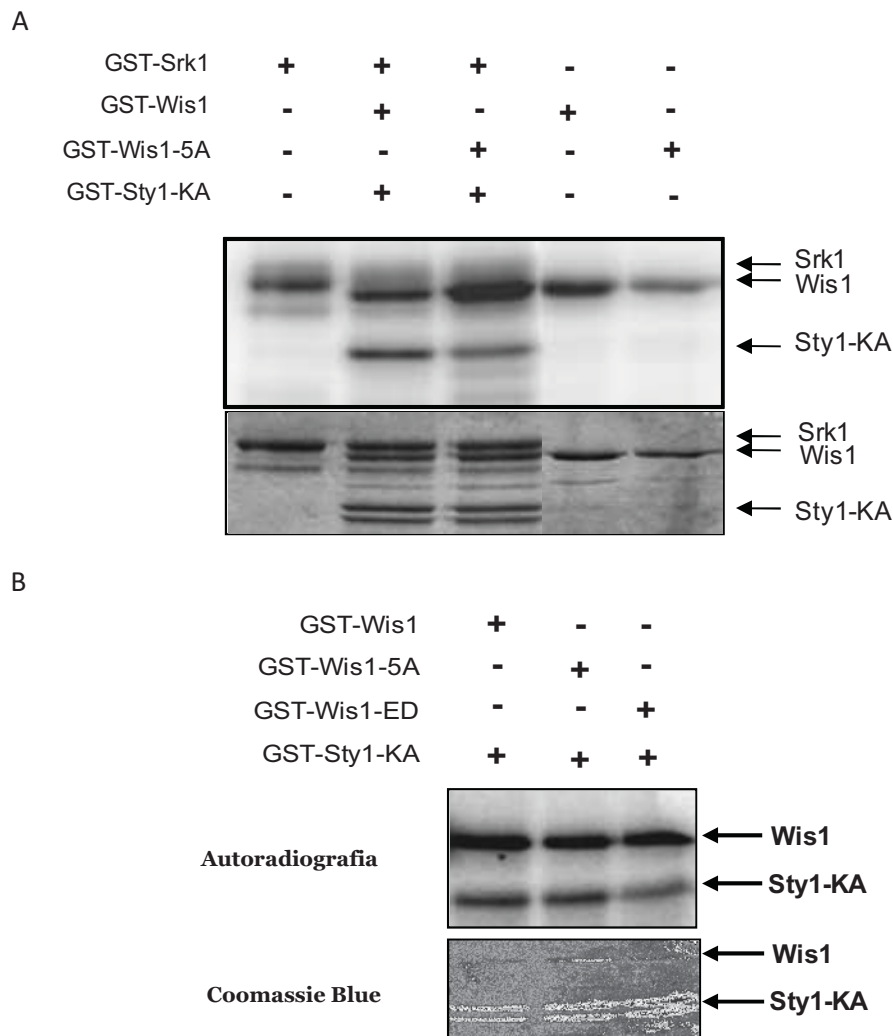 A
GST-Srk1 + + + - -
GST-Wis1 - + - + -
GST-Wis1-5A - - + - +
GST-Sty1-KA - + + - -
Srk1
Wis1
Sty1-KA
Srk1
Wis1
Sty1-KA
B
GST-Wis1 + - -
GST-Wis1-5A - + -
GST-Wis1-ED - - +
GST-Sty1-KA + + +
Autoradiografia
Wis1
Sty1-KA
Coomassie Blue
Wis1
Sty1-KA